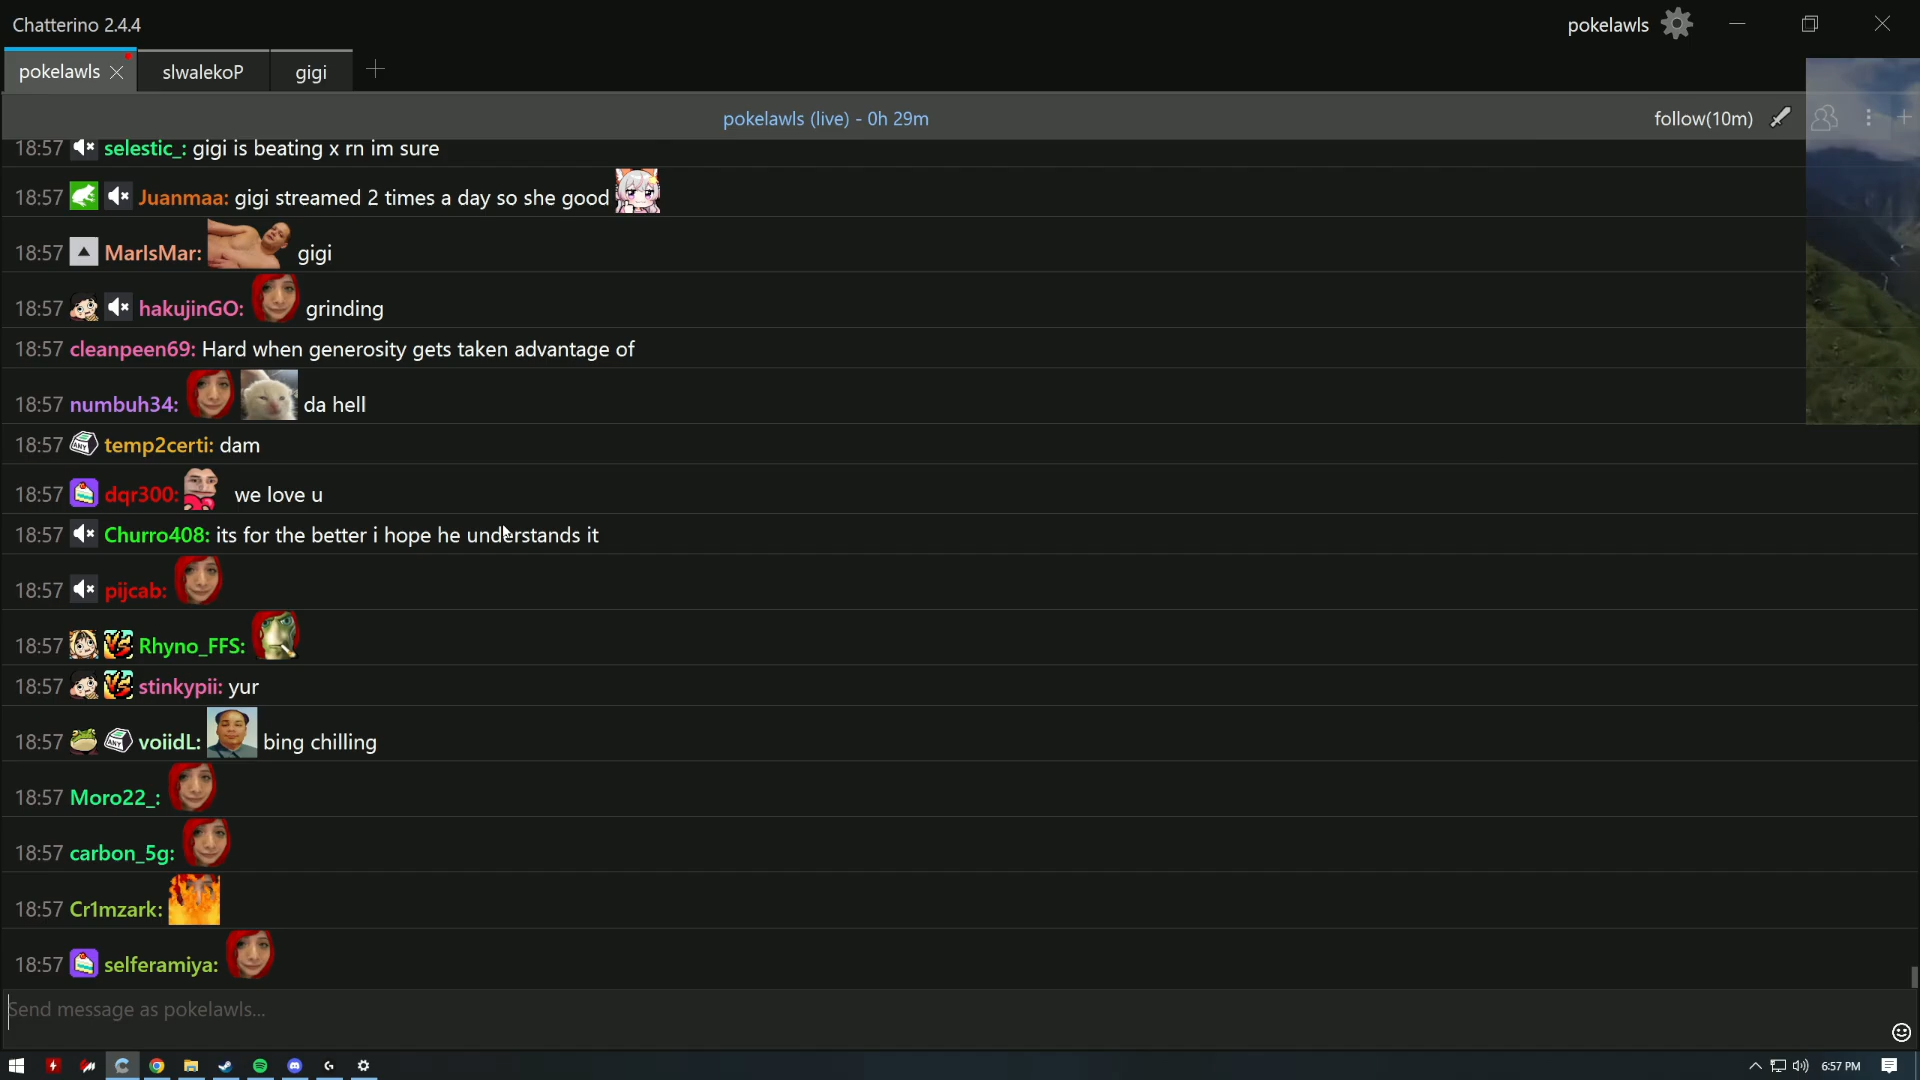 Chatterino 2.4.4
pokelawls
pokelawls
slwalekoP
gigi
pokelawls (live) - 0h 29m
follow(10m)
18:57 selestic_: gigi is beating x rn im sure
18:57 Juanmaa: gigi streamed 2 times a day so she good
18:57 MarIsMar: gigi
18:57 hakujinGO: grinding
18:57 cleanpeen69: Hard when generosity gets taken advantage of
18:57 numbuh34: da hell
18:57 ANY temp2certi: dam
18:57 dqr300: we love u
18:57 Churro408: its for the better i hope he understands it
18:57 pijcab:
18:57 VS Rhyno_FFS:
18:57 VS stinkypii: yur
18:57 ANY voiidL: bing chilling
18:57 Moro22_:
18:57 carbon_5g:
18:57 Cr1mzark:
18:57 selferamiya:
Send message as pokelawls...
6:57 PM